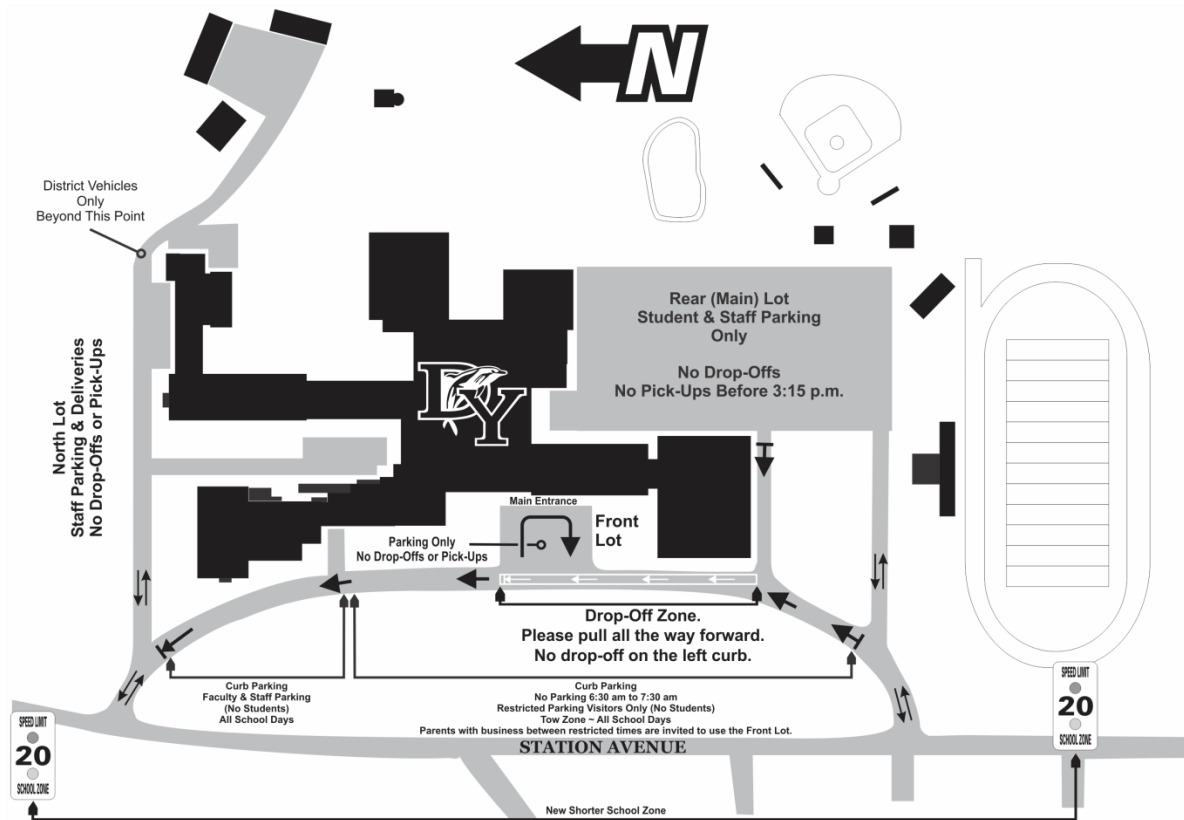 N
District Vehicles
Only
Beyond This Point
Rear (Main) Lot
Student & Staff Parking
Only
No Drop-Offs
No Pick-Ups Before 3:15 p.m.
North Lot
Staff Parking & Deliveries
No Drop-Offs or Pick-Ups
DY
Main Entrance
Front
Lot
Parking Only
No Drop-Offs or Pick-Ups
Drop-Off Zone.
Please pull all the way forward.
No drop-off on the left curb.
Curb Parking
Faculty & Staff Parking
(No Students)
All School Days
Curb Parking
No Parking 6:30 am to 7:30 am
Restricted Parking Visitors Only (No Students)
Tow Zone ~ All School Days
Parents with business between restricted times are invited to use the Front Lot.
STATION AVENUE
SPEED LIMIT
20
SCHOOL ZONE
SPEED LIMIT
20
SCHOOL ZONE
New Shorter School Zone